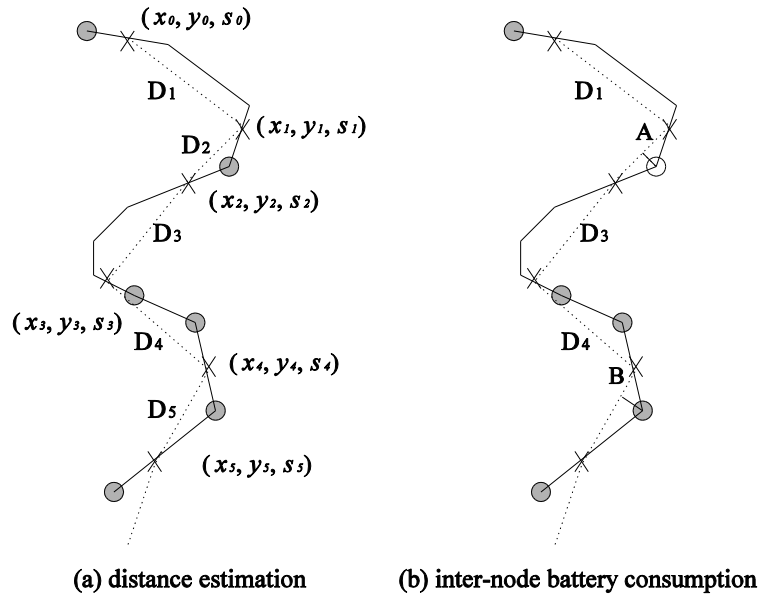 (x0, y0, s0)
D1
(x1, y1, s1)
D2
(x2, y2, s2)
D3
(x3, y3, s3)
D4
(x4, y4, s4)
D5
(x5, y5, s5)
(a) distance estimation
D1
A
D3
D4
B
(b) inter-node battery consumption